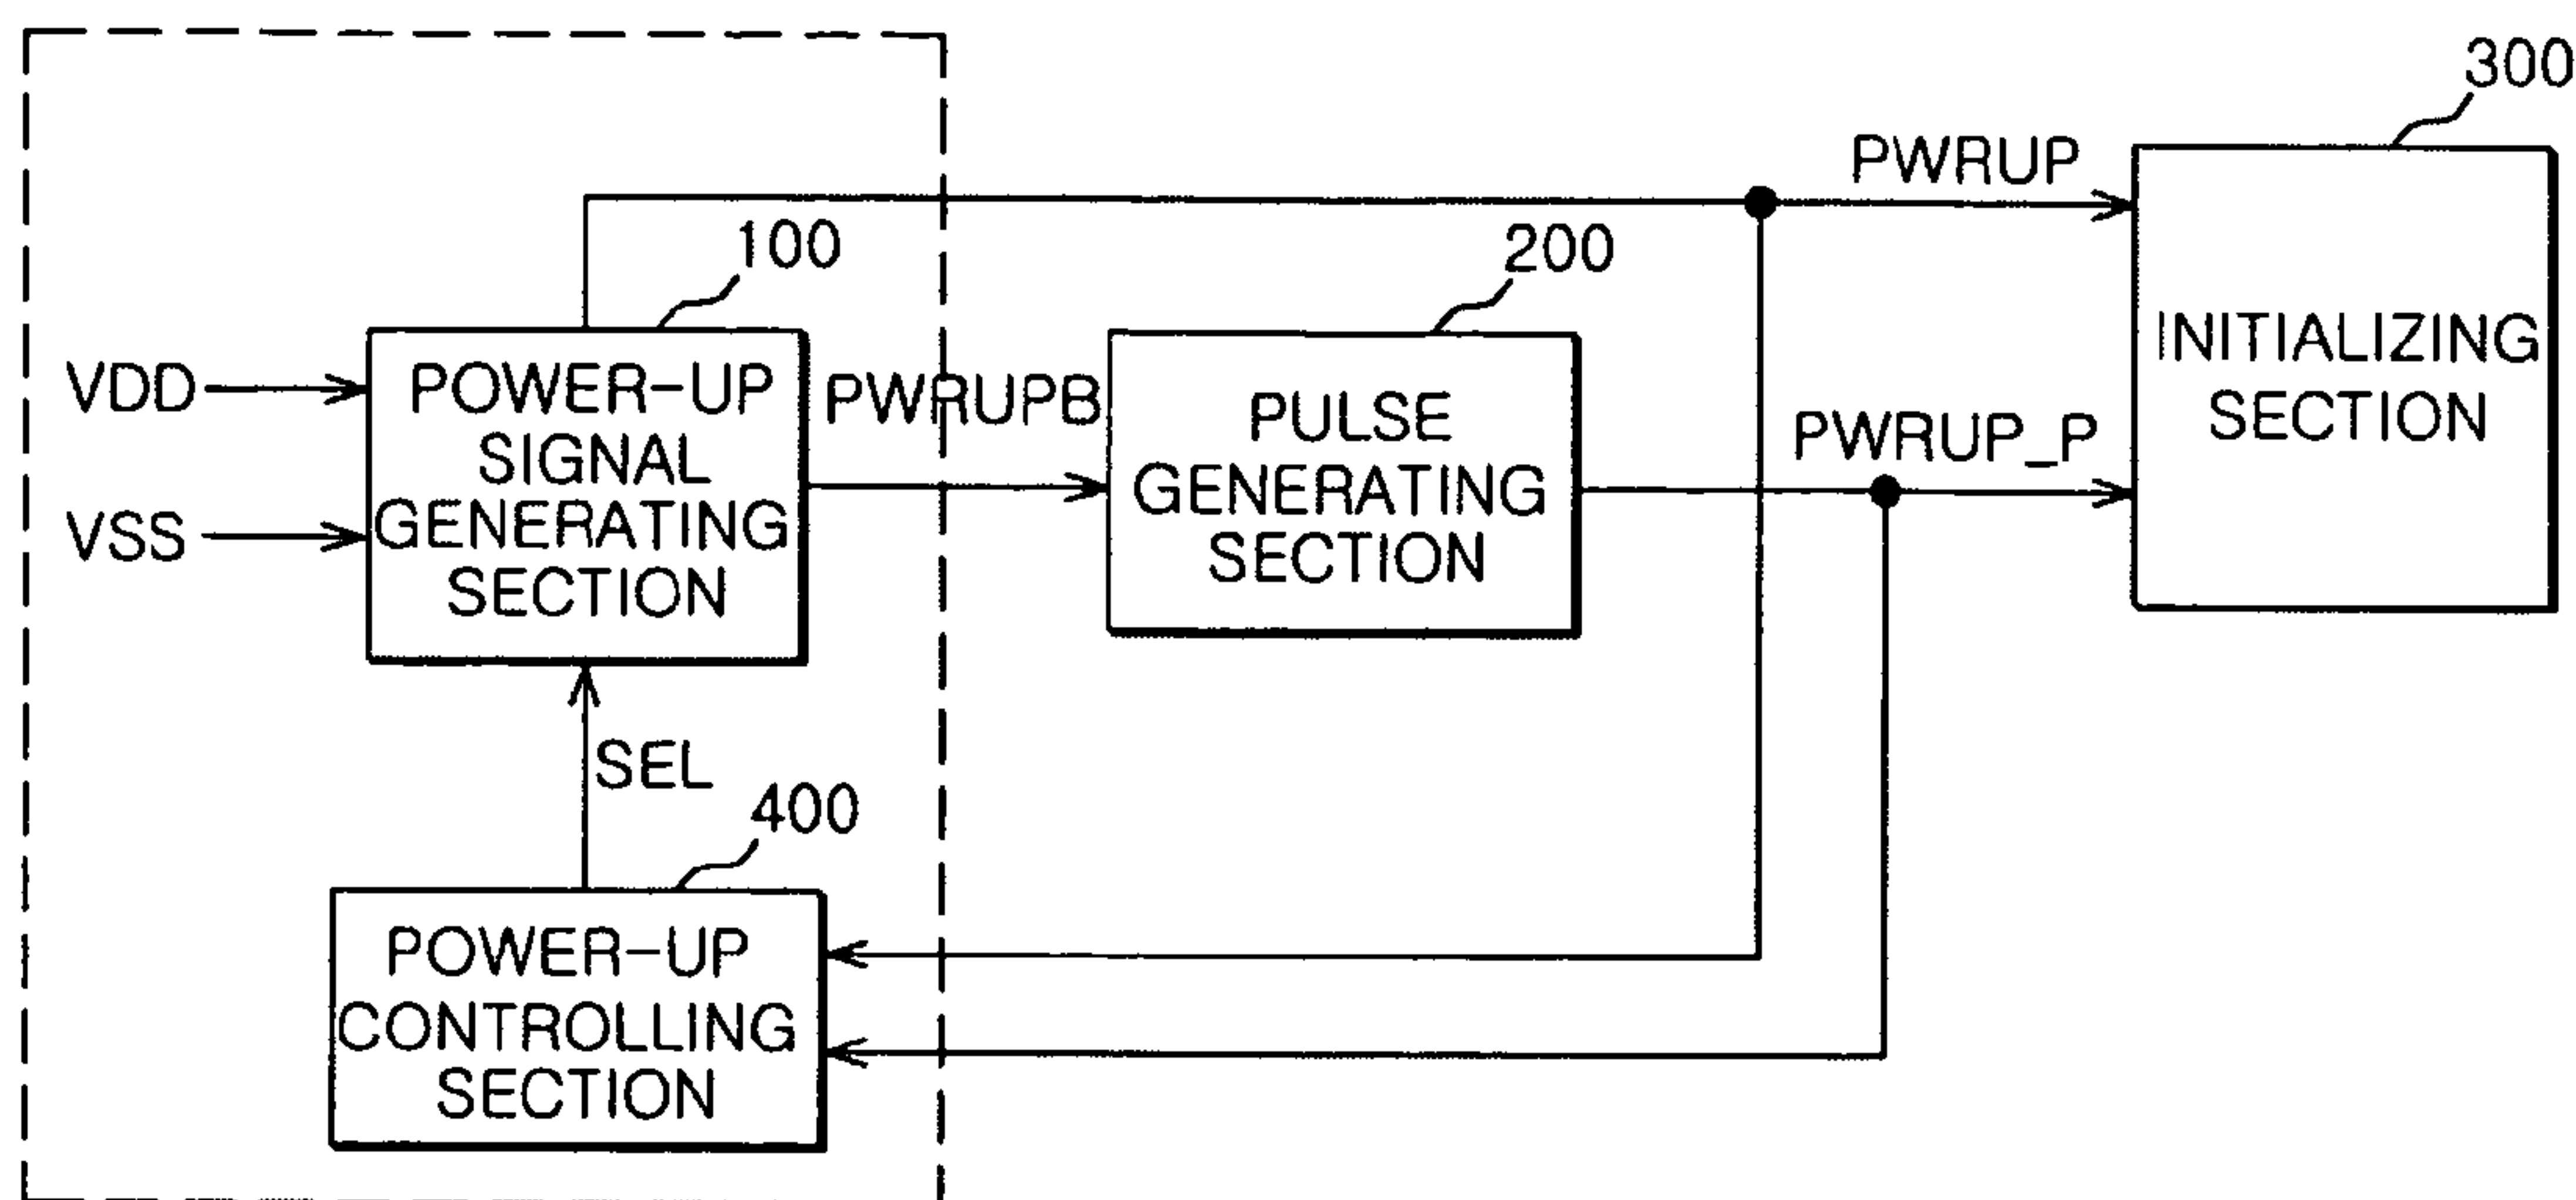 300
PWRUP
100
200
VDD
POWER-UP
SIGNAL
GENERATING
SECTION
PWRUPB
PULSE
GENERATING
SECTION
INITIALIZING
SECTION
PWRUP_P
VSS
SEL
400
POWER-UP
CONTROLLING
SECTION